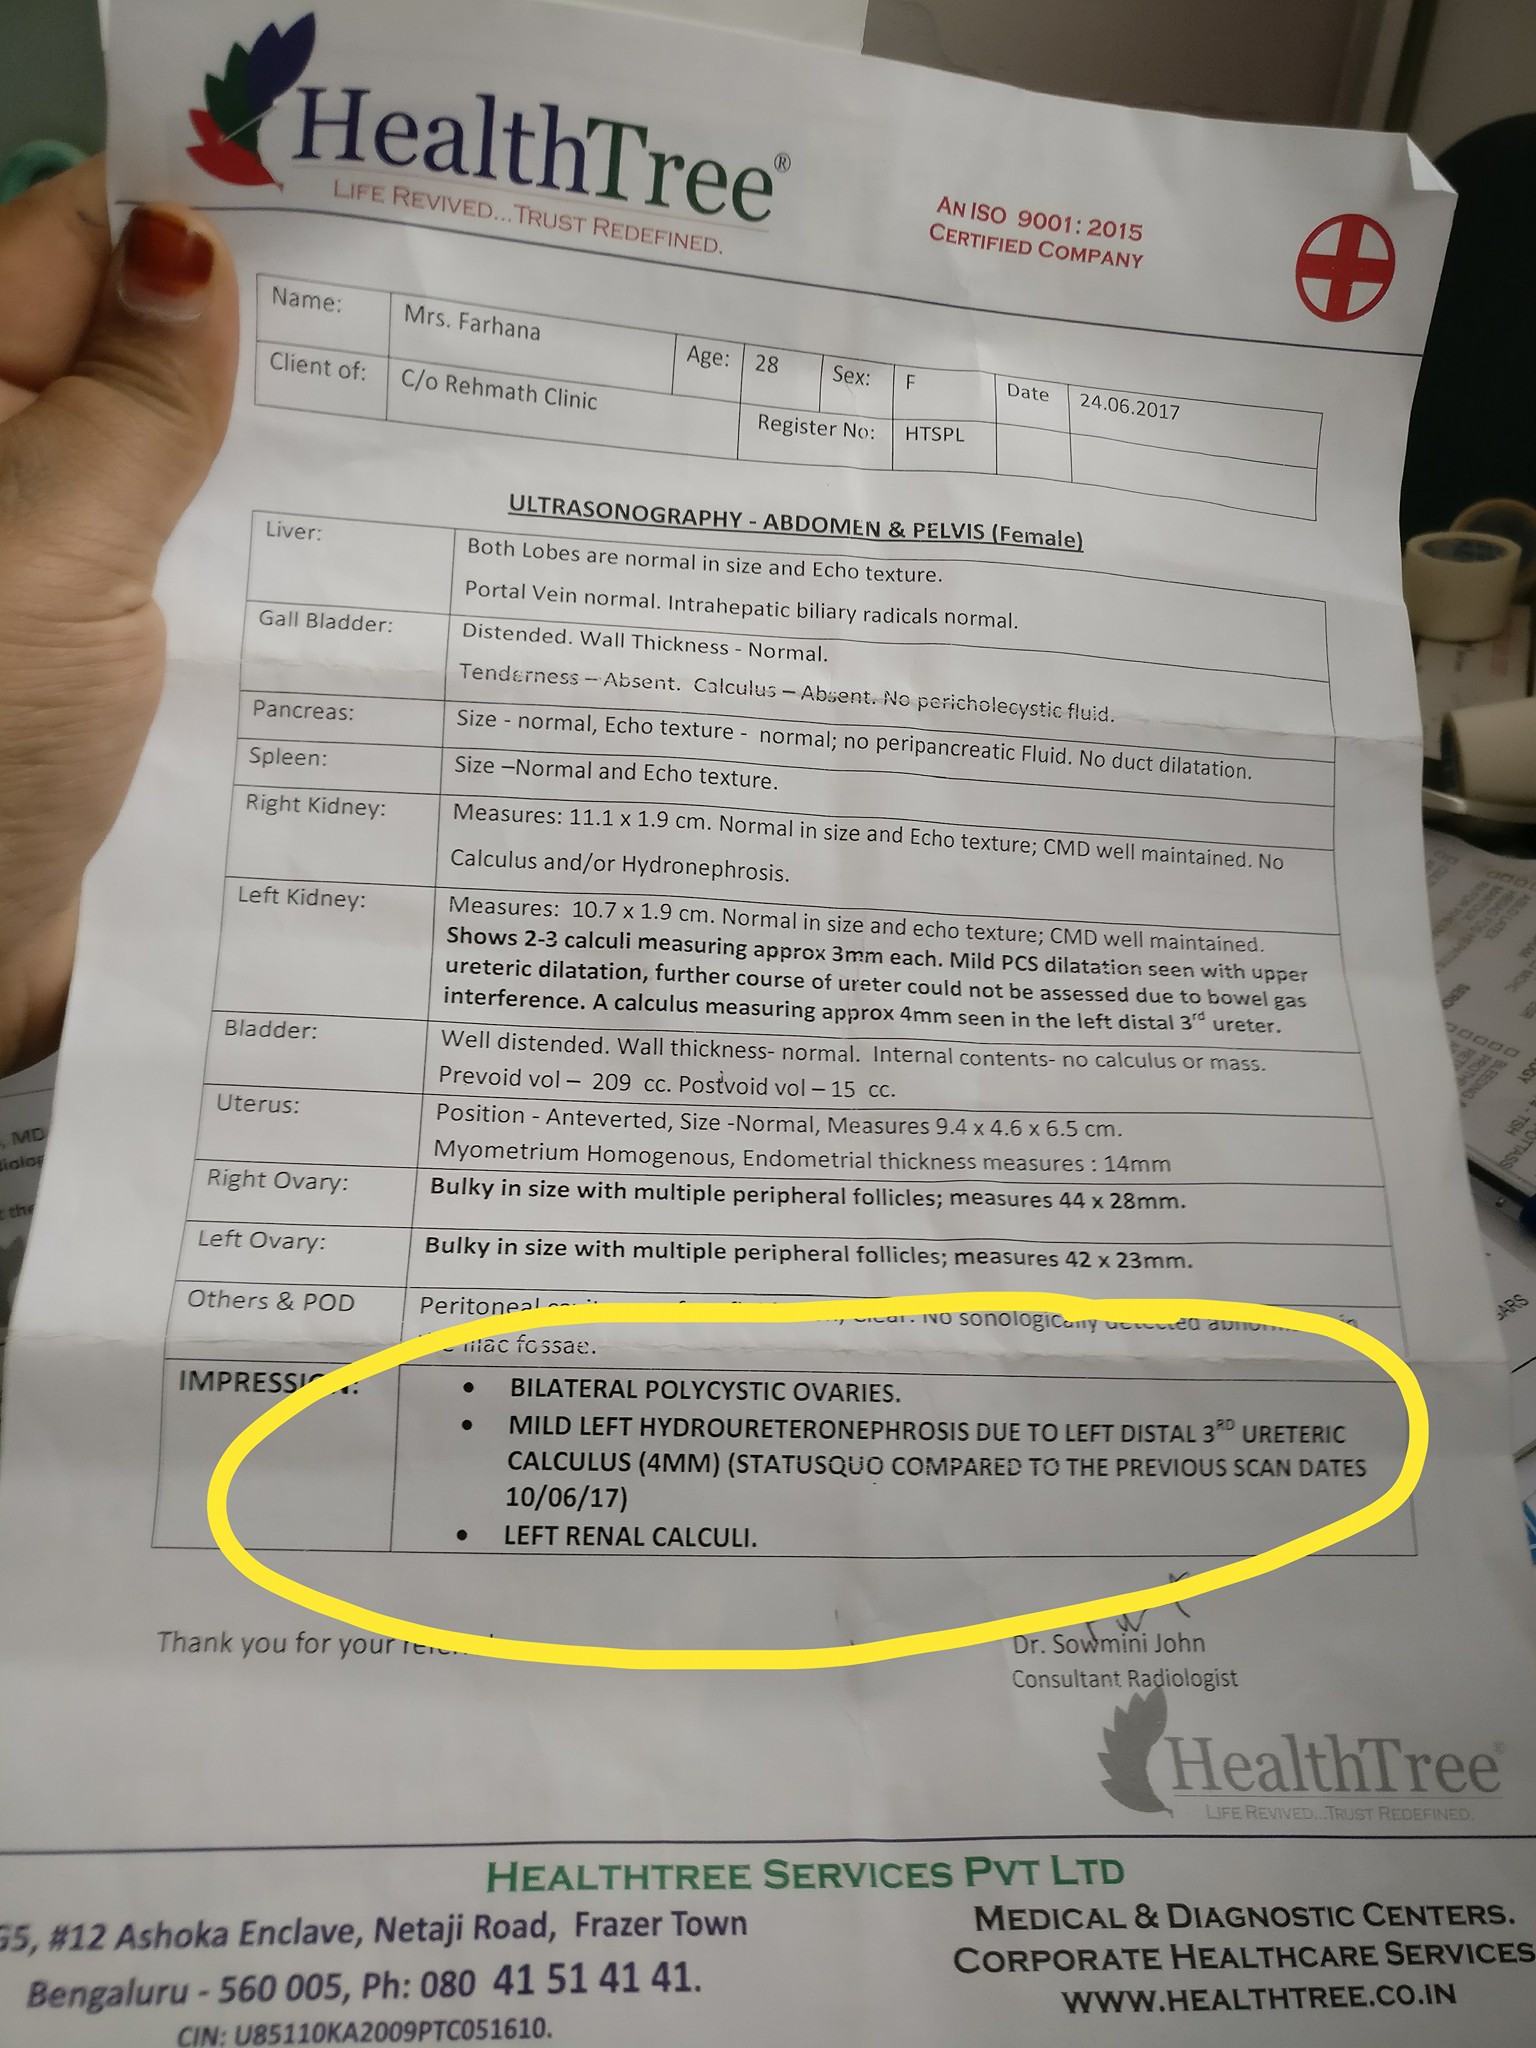 HealthTree®
LIFE REVIVED...TRUST REDEFINED.
AN ISO 9001:2015
CERTIFIED COMPANY
Name: Mrs. Farhana Age: 28 Sex: F Date 24.06.2017
Client of: C/o Rehmath Clinic Register No: HTSPL
ULTRASONOGRAPHY - ABDOMEN & PELVIS (Female)
Liver: Both Lobes are normal in size and Echo texture.
Portal Vein normal. Intrahepatic biliary radicals normal.
Gall Bladder: Distended. Wall Thickness - Normal.
Tenderness – Absent. Calculus – Absent. No pericholecystic fluid.
Pancreas: Size - normal, Echo texture - normal; no peripancreatic Fluid. No duct dilatation.
Spleen: Size –Normal and Echo texture.
Right Kidney: Measures: 11.1 x 1.9 cm. Normal in size and Echo texture; CMD well maintained. No
Calculus and/or Hydronephrosis.
Left Kidney: Measures: 10.7 x 1.9 cm. Normal in size and echo texture; CMD well maintained.
Shows 2-3 calculi measuring approx 3mm each. Mild PCS dilatation seen with upper
ureteric dilatation, further course of ureter could not be assessed due to bowel gas
interference. A calculus measuring approx 4mm seen in the left distal 3rd ureter.
Bladder: Well distended. Wall thickness- normal. Internal contents- no calculus or mass.
Prevoid vol – 209 cc. Postvoid vol – 15 cc.
Uterus: Position - Anteverted, Size -Normal, Measures 9.4 x 4.6 x 6.5 cm.
Myometrium Homogenous, Endometrial thickness measures : 14mm
Right Ovary: Bulky in size with multiple peripheral follicles; measures 44 x 28mm.
Left Ovary: Bulky in size with multiple peripheral follicles; measures 42 x 23mm.
Others & POD Peritoneal clear. No sonologically detected
iliac fossae.
IMPRESSION: • BILATERAL POLYCYSTIC OVARIES.
• MILD LEFT HYDROURETERONEPHROSIS DUE TO LEFT DISTAL 3RD URETERIC
CALCULUS (4MM) (STATUSQUO COMPARED TO THE PREVIOUS SCAN DATES
10/06/17)
• LEFT RENAL CALCULI.
Thank you for your
Dr. Sowmini John
Consultant Radiologist
HealthTree®
LIFE REVIVED...TRUST REDEFINED.
HEALTHTREE SERVICES PVT LTD
#12 Ashoka Enclave, Netaji Road, Frazer Town
Bengaluru - 560 005, Ph: 080 41 51 41 41.
CIN: U85110KA2009PTC051610.
MEDICAL & DIAGNOSTIC CENTERS.
CORPORATE HEALTHCARE SERVICES
WWW.HEALTHTREE.CO.IN